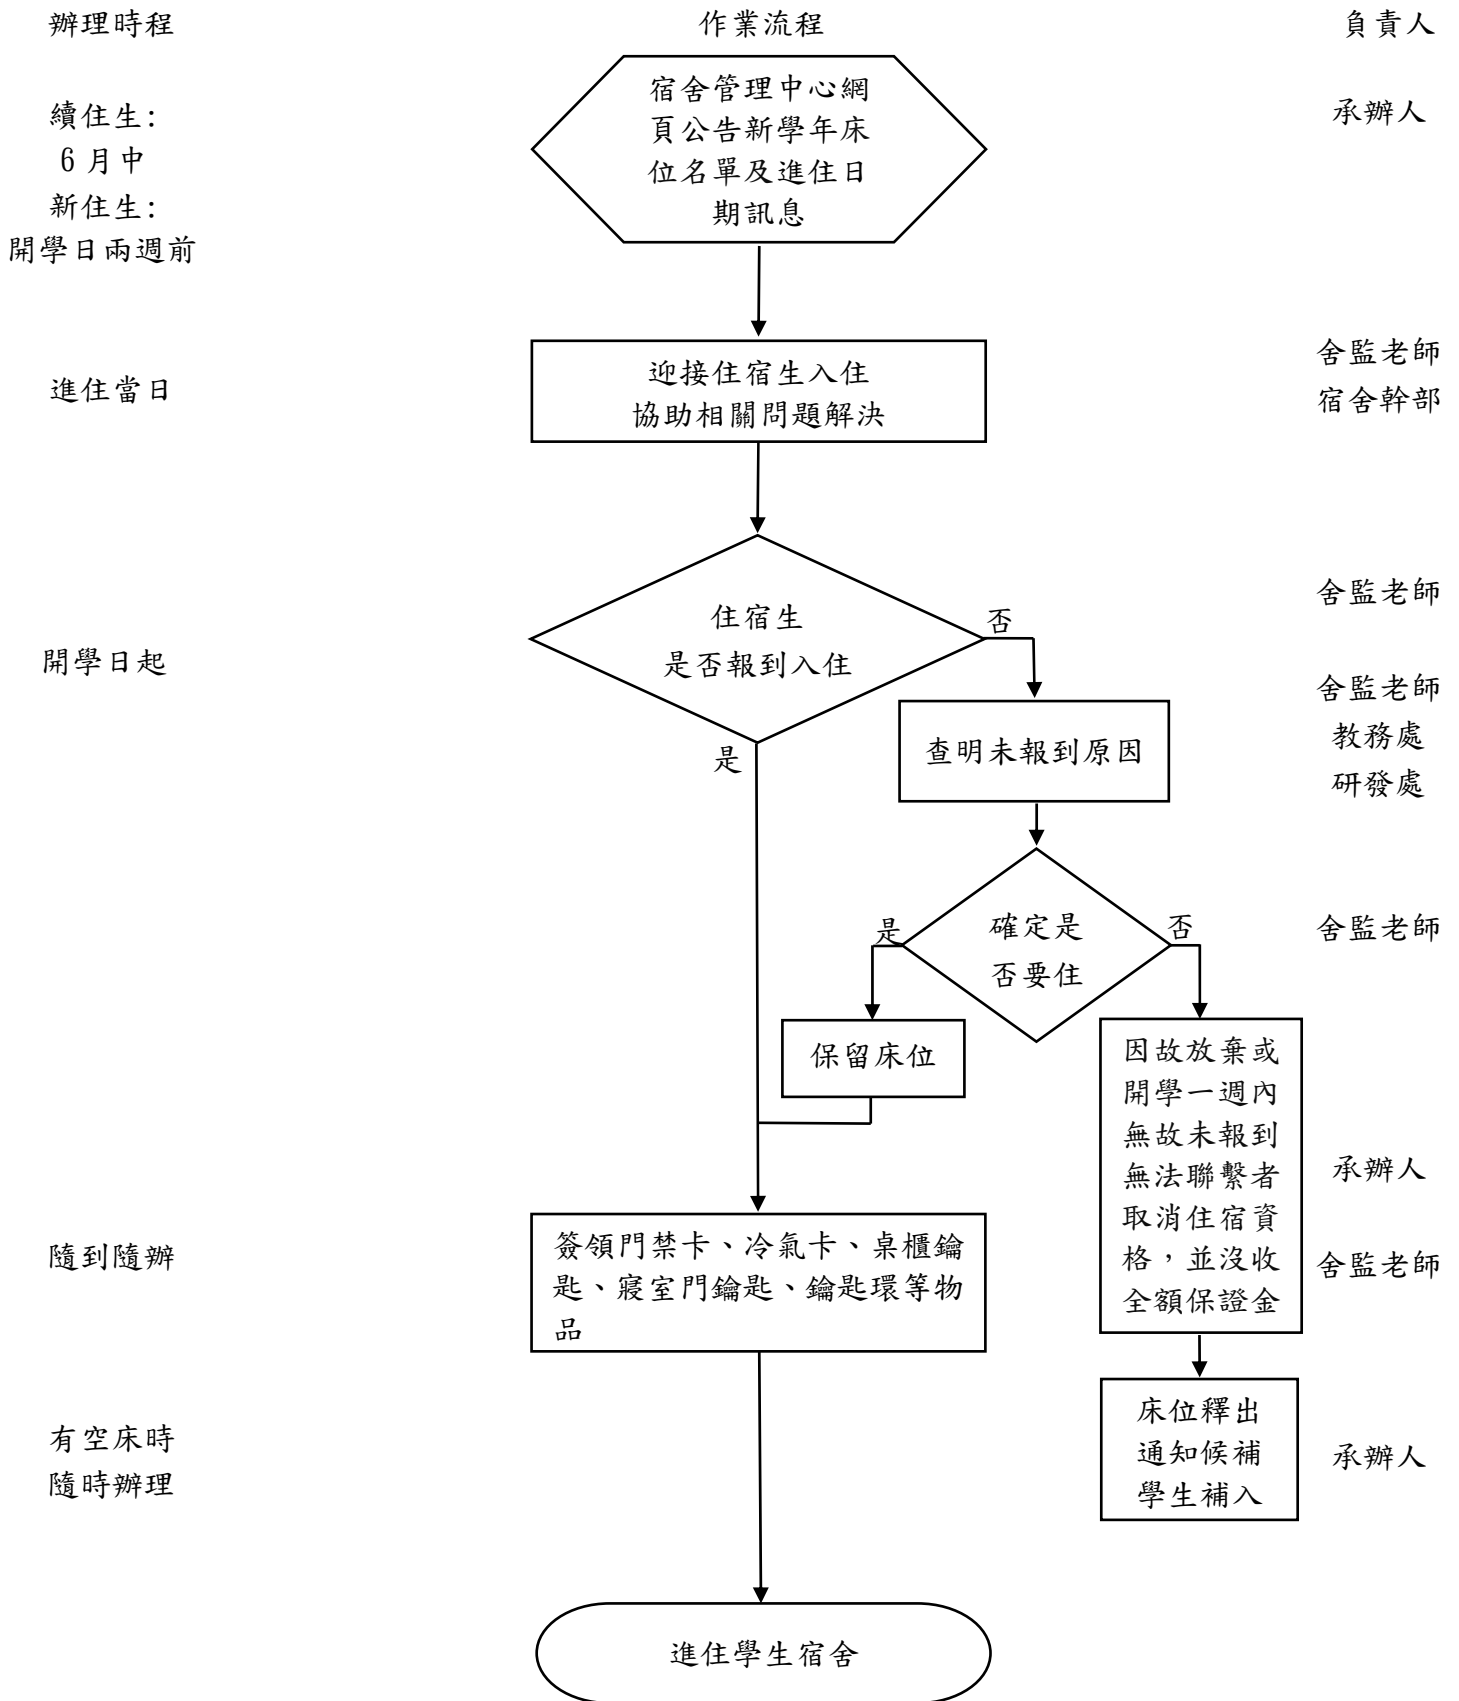 辦理時程
作業流程
負責人
宿舍管理中心網
頁公告新學年床
位名單及進住日
期訊息
續住生:
6月中
新住生:
開學日兩週前
承辦人
迎接住宿生入住
協助相關問題解決
進住當日
舍監老師
宿舍幹部
住宿生
是否報到入住
否
是
開學日起
舍監老師
查明未報到原因
舍監老師
教務處
研發處
確定是
否要住
是
否
舍監老師
保留床位
因故放棄或
開學一週內
無故未報到
無法聯繫者
取消住宿資
格，並沒收
全額保證金
承辦人
舍監老師
隨到隨辦
簽領門禁卡、冷氣卡、桌櫃鑰
匙、寢室門鑰匙、鑰匙環等物
品
有空床時
隨時辦理
床位釋出
通知候補
學生補入
承辦人
進住學生宿舍